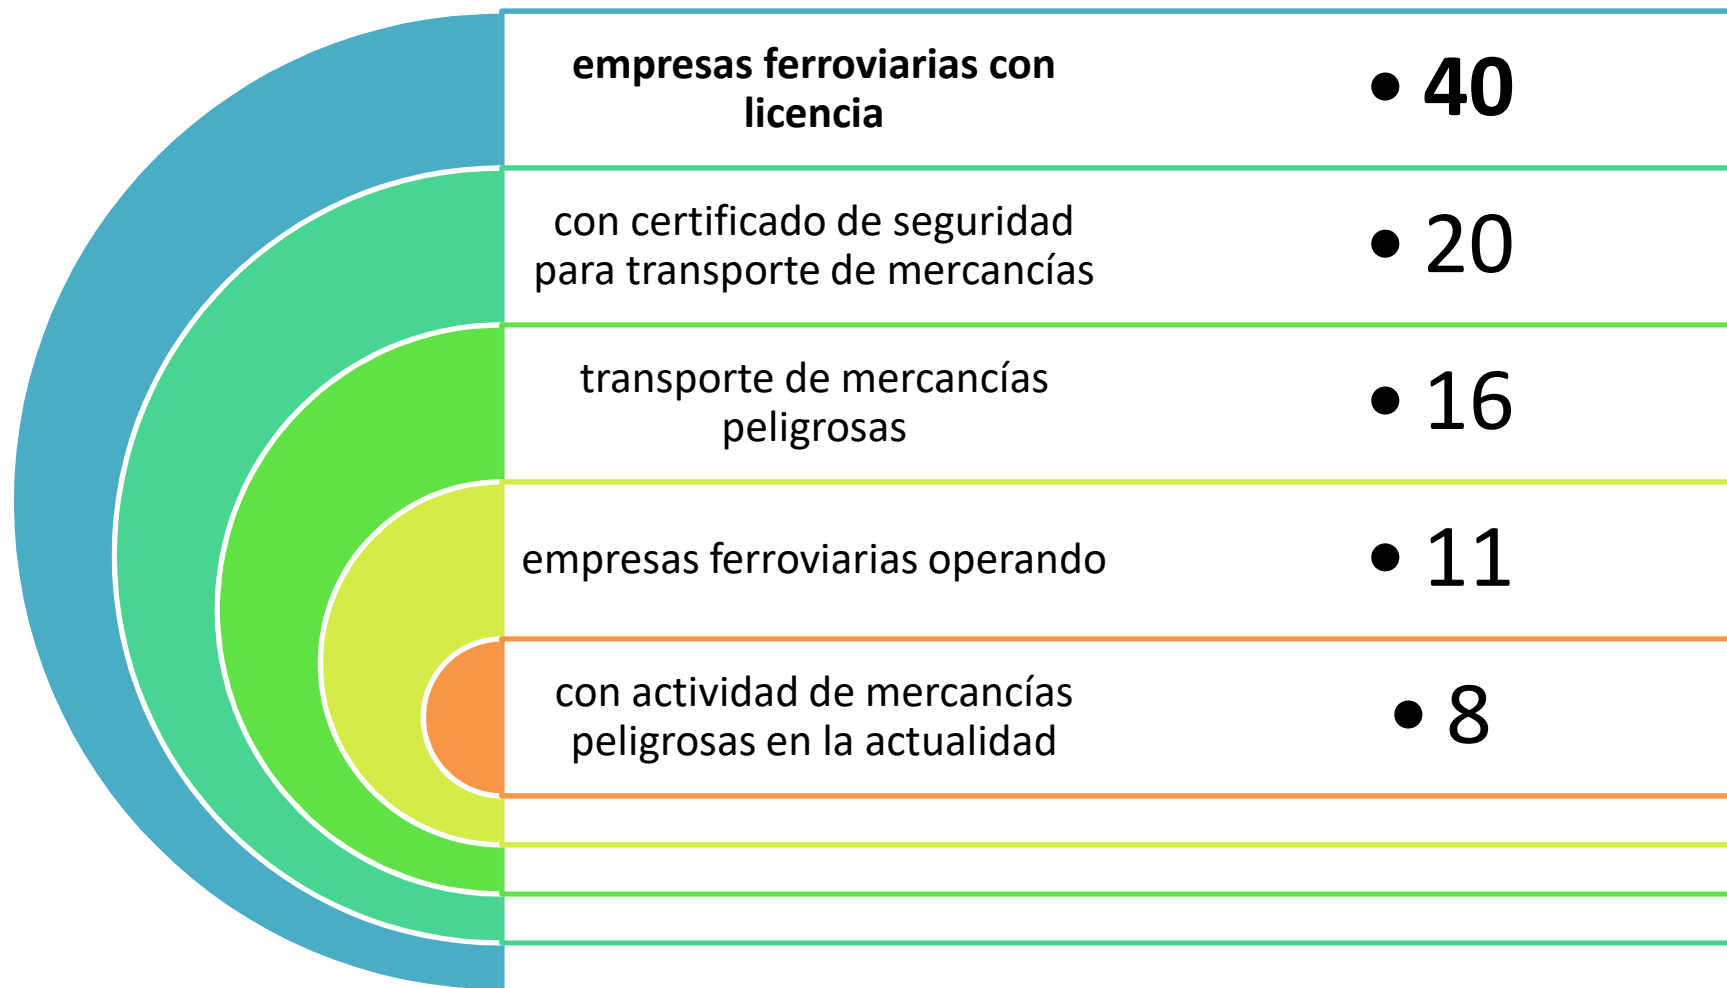 empresas ferroviarias con
licencia
• 40
con certificado de seguridad
para transporte de mercancías
• 20
transporte de mercancías
peligrosas
• 16
empresas ferroviarias operando
• 11
con actividad de mercancías
peligrosas en la actualidad
• 8